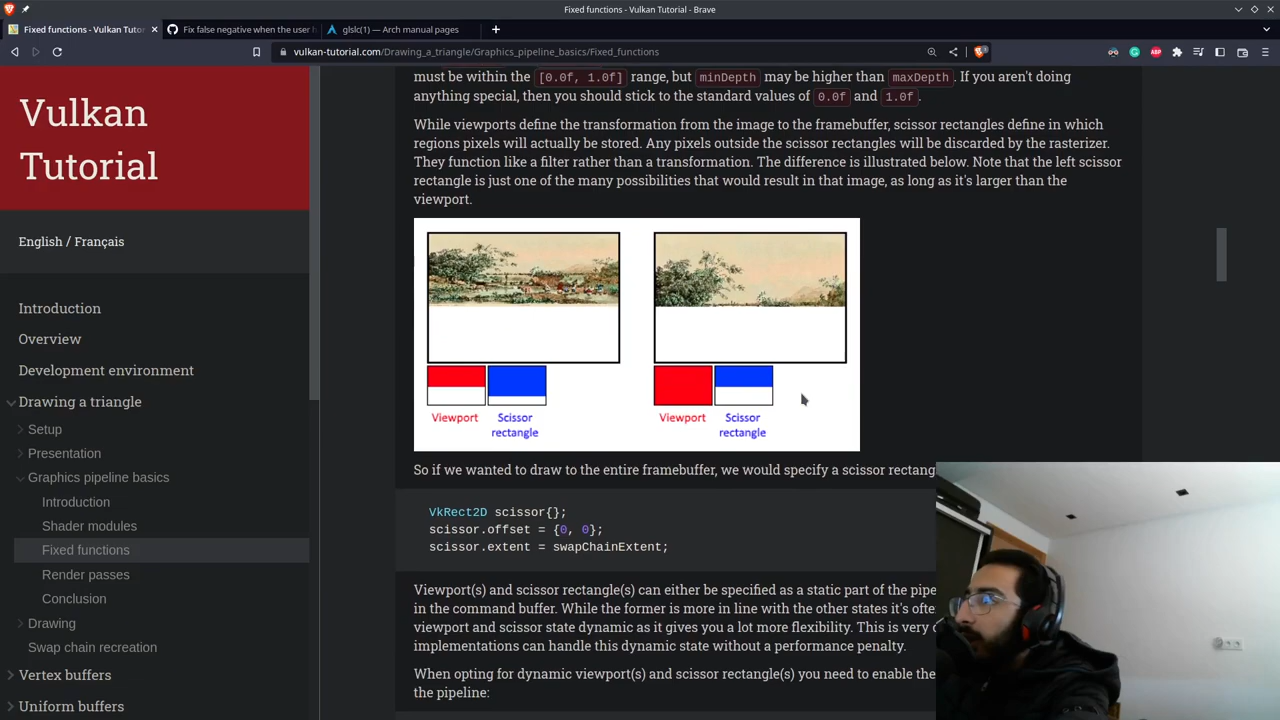 Fixed functions - Vulkan Tutorial - Brave
Fixed functions - Vulkan Tutorial
Fix false negative when the user h
glslc(1) — Arch manual pages
vulkan-tutorial.com/Drawing_a_triangle/Graphics_pipeline_basics/Fixed_functions
Vulkan
Tutorial
English / Français
Introduction
Overview
Development environment
Drawing a triangle
Setup
Presentation
Graphics pipeline basics
Introduction
Shader modules
Fixed functions
Render passes
Conclusion
Drawing
Swap chain recreation
Vertex buffers
Uniform buffers
must be within the [0.0f, 1.0f] range, but minDepth may be higher than maxDepth. If you aren't doing
anything special, then you should stick to the standard values of 0.0f and 1.0f.
While viewports define the transformation from the image to the framebuffer, scissor rectangles define in which
regions pixels will actually be stored. Any pixels outside the scissor rectangles will be discarded by the rasterizer.
They function like a filter rather than a transformation. The difference is illustrated below. Note that the left scissor
rectangle is just one of the many possibilities that would result in that image, as long as it's larger than the
viewport.
Viewport
Scissor
rectangle
Viewport
Scissor
rectangle
So if we wanted to draw to the entire framebuffer, we would specify a scissor rectang
VkRect2D scissor{};
scissor.offset = {0, 0};
scissor.extent = swapChainExtent;
Viewport(s) and scissor rectangle(s) can either be specified as a static part of the pipe
in the command buffer. While the former is more in line with the other states it's ofte
viewport and scissor state dynamic as it gives you a lot more flexibility. This is very
implementations can handle this dynamic state without a performance penalty.
When opting for dynamic viewport(s) and scissor rectangle(s) you need to enable the
the pipeline: